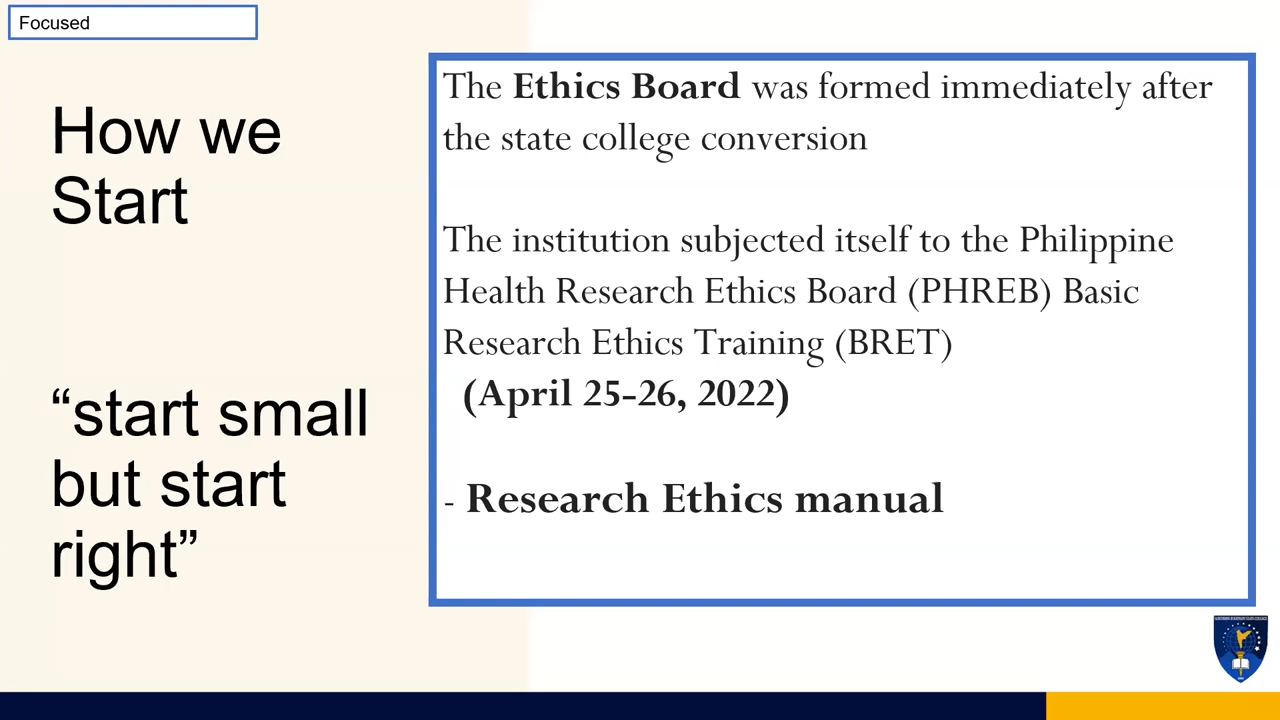 Focused
How we
Start
“start small
but start
right”
The Ethics Board was formed immediately after
the state college conversion
The institution subjected itself to the Philippine
Health Research Ethics Board (PHREB) Basic
Research Ethics Training (BRET)
(April 25-26, 2022)
- Research Ethics manual